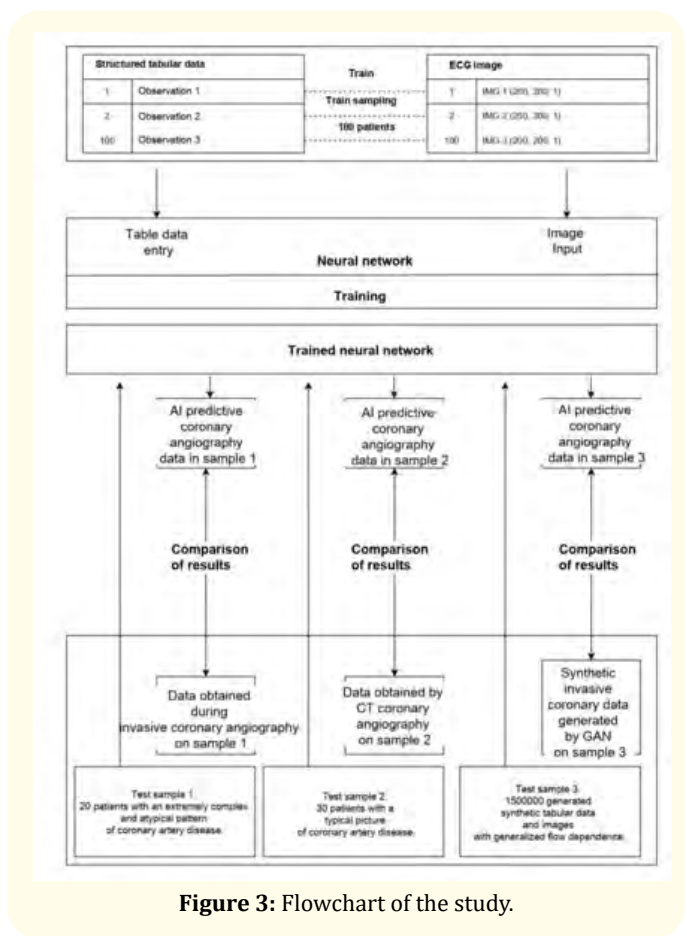 Structured tabular data
Train
ECG image
1 Observation 1
1 IMG-1 (200, 200, 1)
Train sampling
2 Observation 2
2 IMG-2 (200, 200, 1)
100 patients
100 Observation 3
100 IMG-3 (200, 200, 1)
Table data
entry
Image
Input
Neural network
Training
Trained neural network
AI predictive
coronary
angiography
data in sample 1
AI predictive
coronary
angiography
data in sample 2
AI predictive
coronary
angiography
data in sample 3
Comparison
of results
Comparison
of results
Comparison
of results
Data obtained
during
invasive coronary angiography
on sample 1
Data obtained by
CT coronary
angiography
on sample 2
Synthetic
invasive
coronary data
generated
by GAN
on sample 3
Test sample 1.
20 patients with an extremely complex
and atypical pattern
of coronary artery disease.
Test sample 2.
30 patients with a
typical picture
of coronary artery disease.
Test sample 3.
1500000 generated
synthetic tabular data
and images
with generalized flow dependence.
Figure 3: Flowchart of the study.